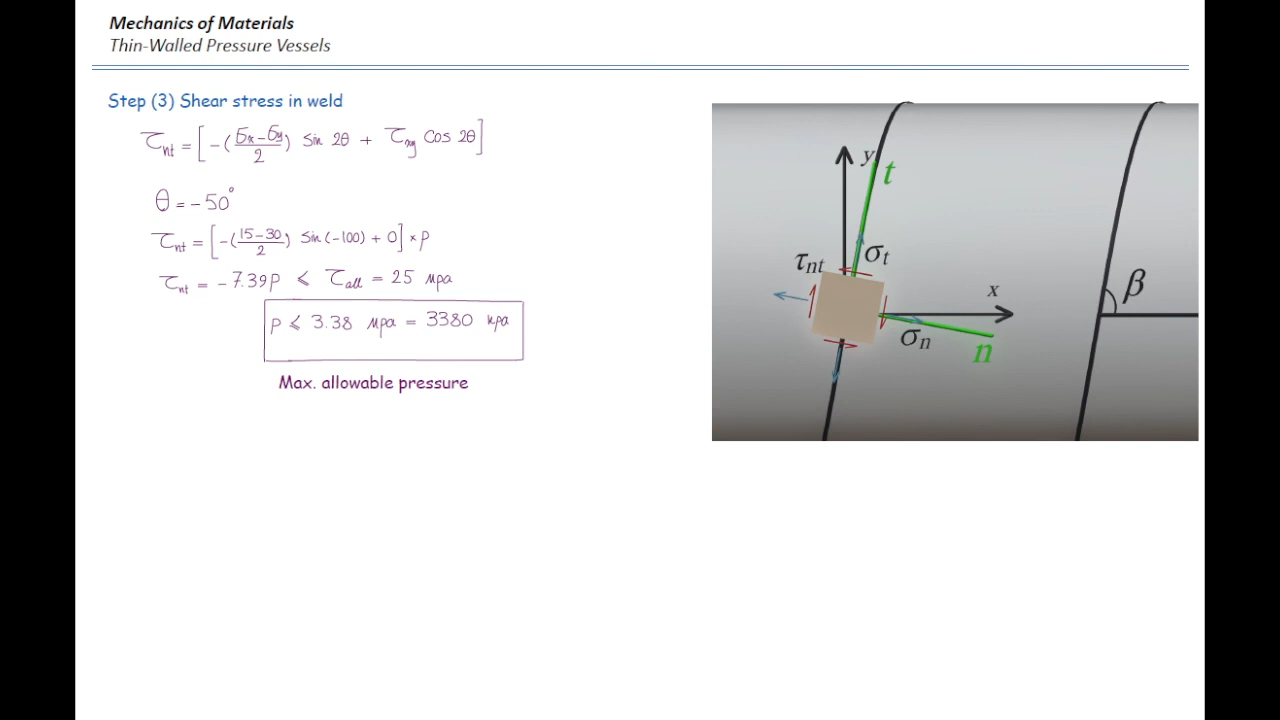 Mechanics of Materials
Thin-Walled Pressure Vessels
Step (3) Shear stress in weld
τnt = [-(σx-σy/2) Sin 2θ + τxy Cos 2θ]
θ = -50°
τnt = [-(15-30/2) Sin(-100) + 0] * P
τnt = -7.39P ≤ τall = 25 Mpa
P ≤ 3.38 Mpa = 3380 Kpa
Max. allowable pressure
y
t
τnt
σt
x
β
σn
n